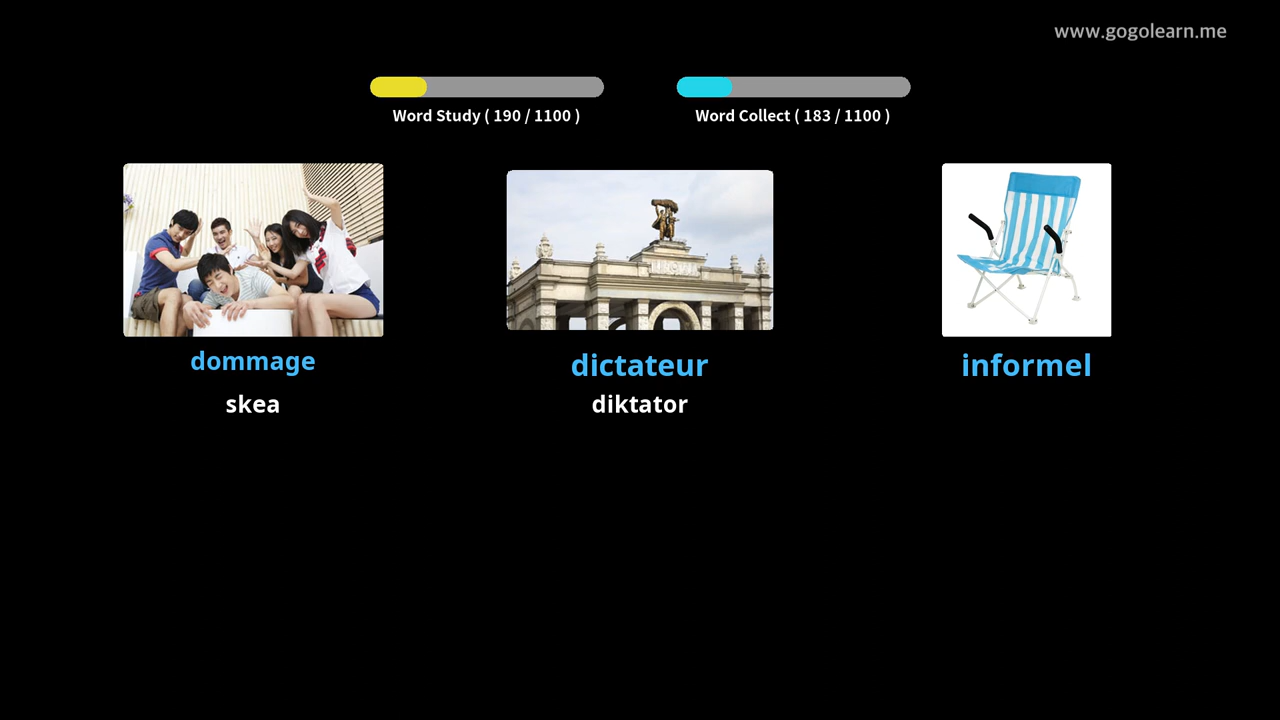 www.gogolearn.me
Word Study ( 190 / 1100 )
Word Collect ( 183 / 1100 )
dommage
skea
dictateur
diktator
informel